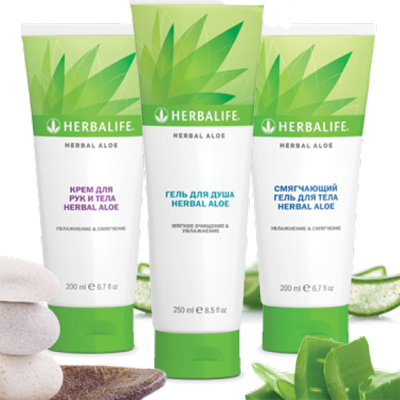 HERBALIFE®
HERBAL ALOE
КРЕМ ДЛЯ
РУК И ТЕЛА
HERBAL ALOE
УВЛАЖНЕНИЕ & СМЯГЧЕНИЕ
200 ml ℮ 6.7 fl oz
HERBALIFE®
HERBAL ALOE
ГЕЛЬ ДЛЯ ДУША
HERBAL ALOE
МЯГКОЕ ОЧИЩЕНИЕ &
УВЛАЖНЕНИЕ
250 ml ℮ 8.5 fl oz
HERBALIFE®
HERBAL ALOE
СМЯГЧАЮЩИЙ
ГЕЛЬ ДЛЯ ТЕЛА
HERBAL ALOE
УВЛАЖНЕНИЕ & СМЯГЧЕНИЕ
200 ml ℮ 6.7 fl oz